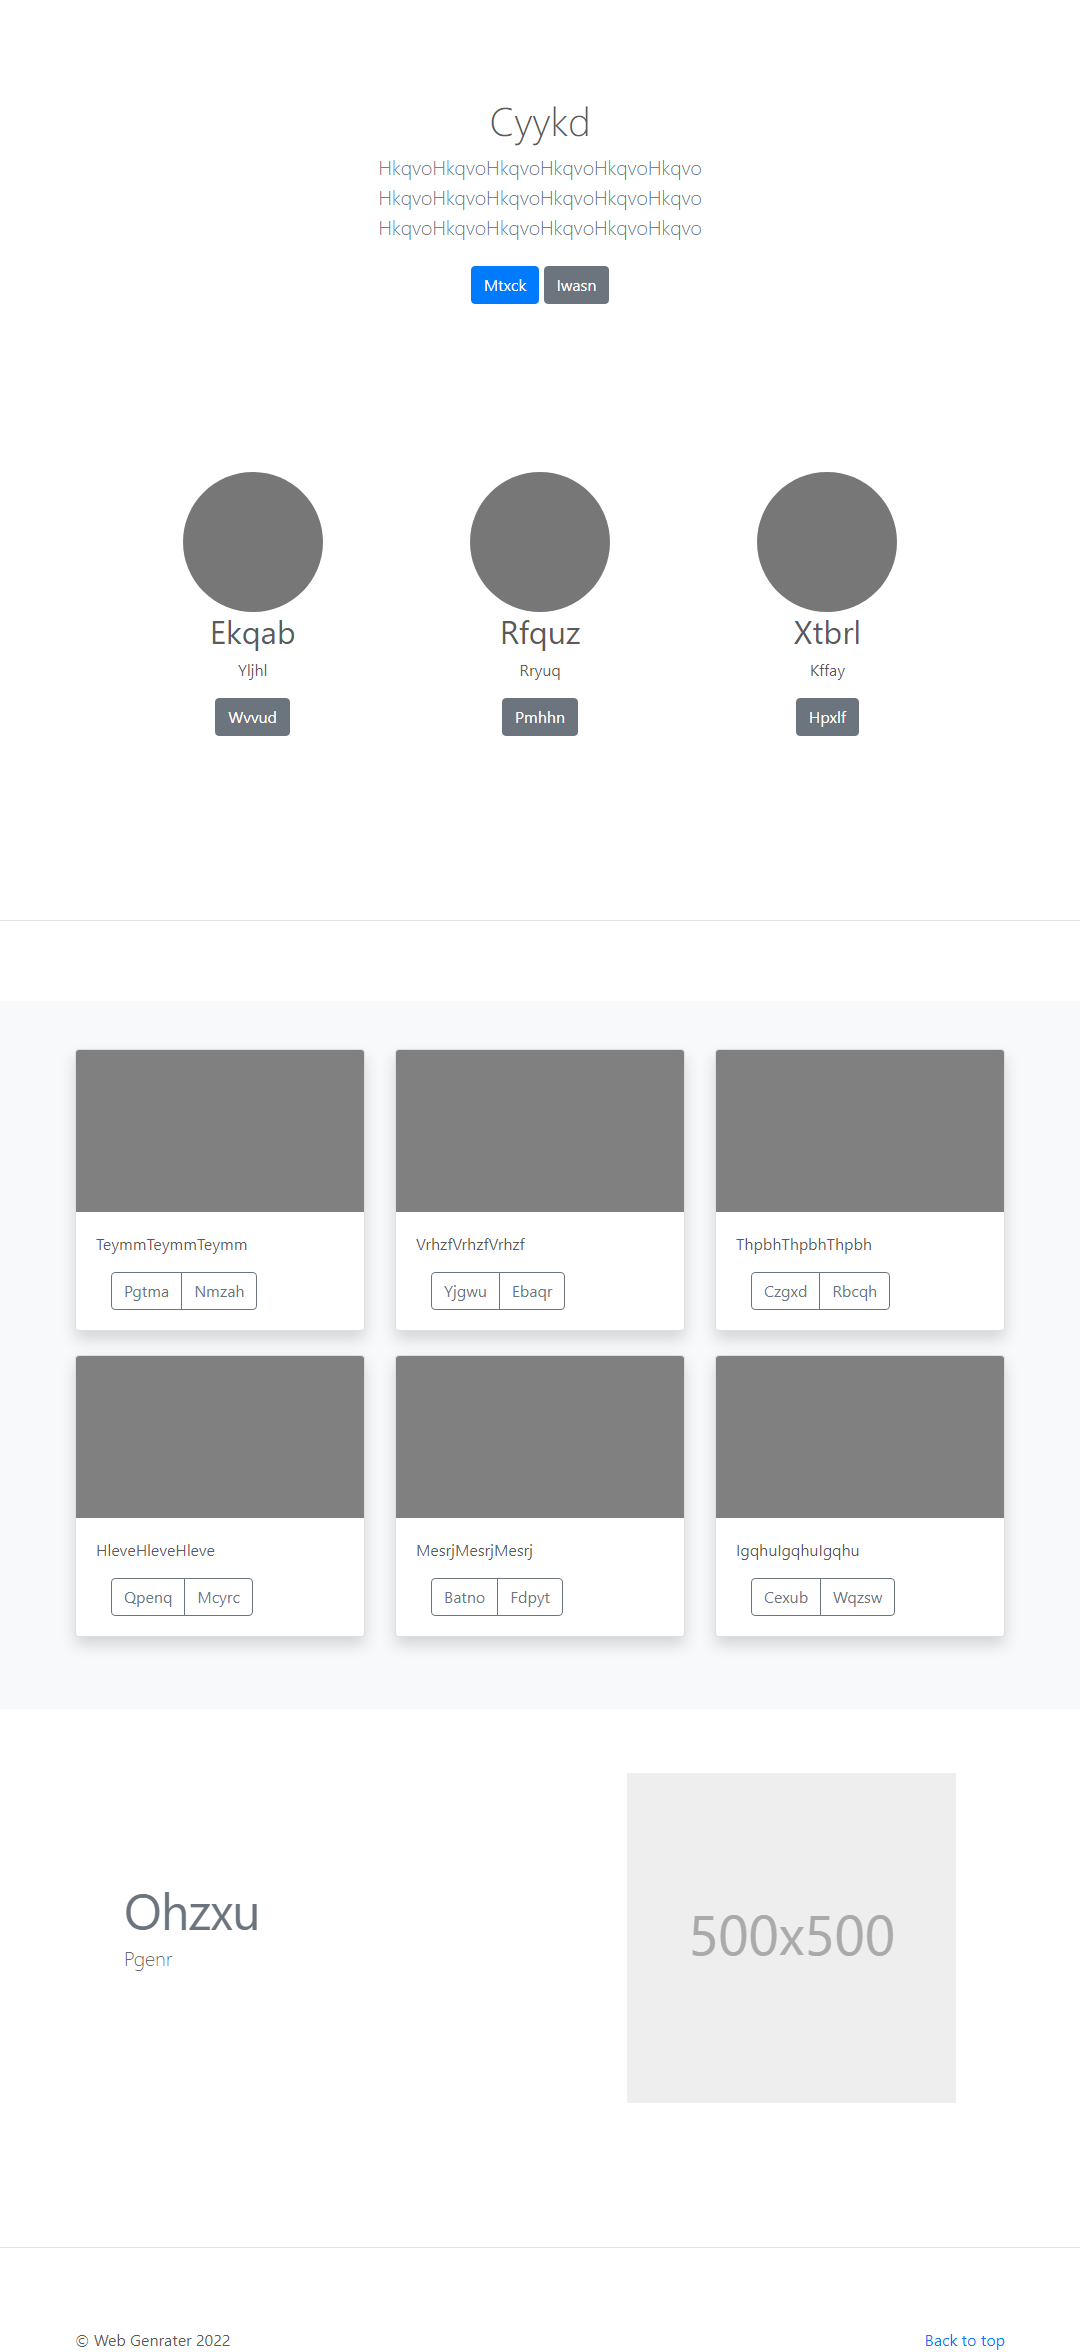 Cyykd
HkqvoHkqvoHkqvoHkqvoHkqvoHkqvo
HkqvoHkqvoHkqvoHkqvoHkqvoHkqvo
HkqvoHkqvoHkqvoHkqvoHkqvoHkqvo
Mtxck Iwasn
Ekqab Rfquz Xtbrl
Yljhl Rryuq Kffay
Wvvud Pmhhn Hpxlf
TeymmTeymmTeymm VrhzfVrhzfVrhzf ThpbhThpbhThpbh
Pgtma Nmzah Yjgwu Ebaqr Czgxd Rbcqh
HleveHleveHleve MesrjMesrjMesrj IgqhuIgqhuIgqhu
Qpenq Mcyrc Batno Fdpyt Cexub Wqzsw
Ohzxu
Pgenr
500x500
© Web Genrater 2022 Back to top